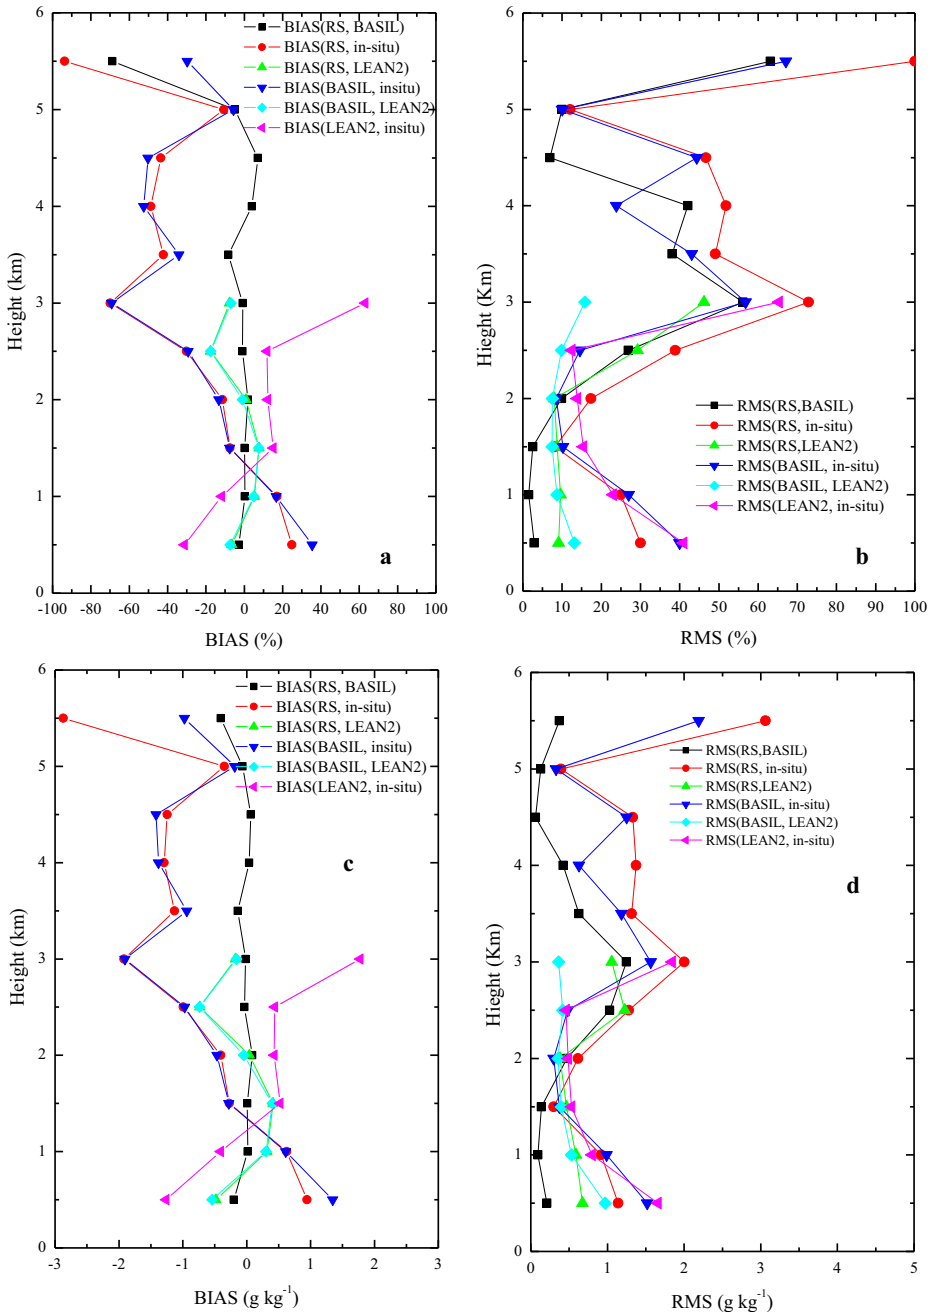 6
5
4
3
2
1
0
Height (km)
-100 -80 -60 -40 -20 0 20 40 60 80 100
BIAS (%)
BIAS(RS, BASIL)
BIAS(RS, in-situ)
BIAS(RS, LEAN2)
BIAS(BASIL, insitu)
BIAS(BASIL, LEAN2)
BIAS(LEAN2, insitu)
a
6
5
4
3
2
1
0
Hieght (Km)
0 10 20 30 40 50 60 70 80 90 100
RMS (%)
RMS(RS,BASIL)
RMS(RS, in-situ)
RMS(RS,LEAN2)
RMS(BASIL, in-situ)
RMS(BASIL, LEAN2)
RMS(LEAN2, in-situ)
b
6
5
4
3
2
1
0
Height (km)
-3 -2 -1 0 1 2 3
BIAS (g kg-1)
BIAS(RS, BASIL)
BIAS(RS, in-situ)
BIAS(RS, LEAN2)
BIAS(BASIL, insitu)
BIAS(BASIL, LEAN2)
BIAS(LEAN2, in-situ)
c
6
5
4
3
2
1
0
Hieght (Km)
0 1 2 3 4 5
RMS (g kg-1)
RMS(RS,BASIL)
RMS(RS, in-situ)
RMS(RS,LEAN2)
RMS(BASIL, in-situ)
RMS(BASIL, LEAN2)
RMS(LEAN2, in-situ)
d